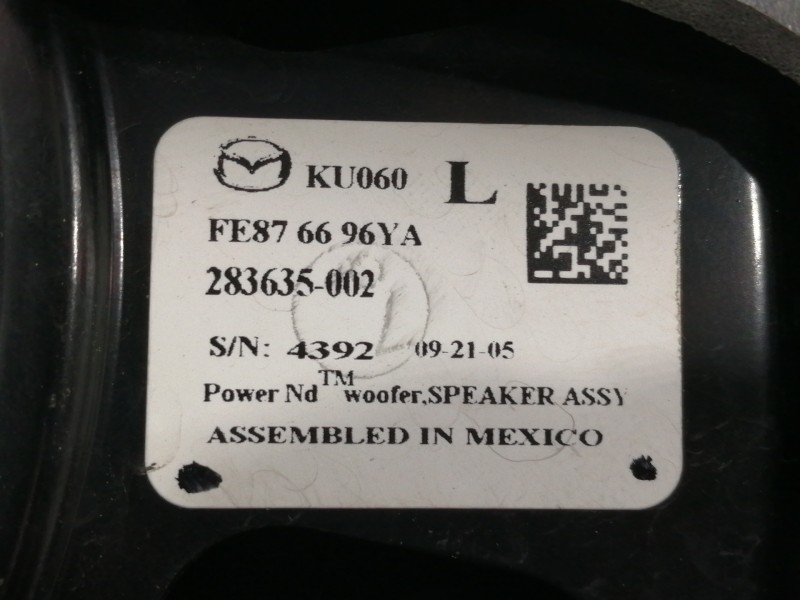 KU060 L
FE87 66 96YA
283635-002
S/N: 4392 09-21-05
Power Nd™ woofer,SPEAKER ASSY
ASSEMBLED IN MEXICO